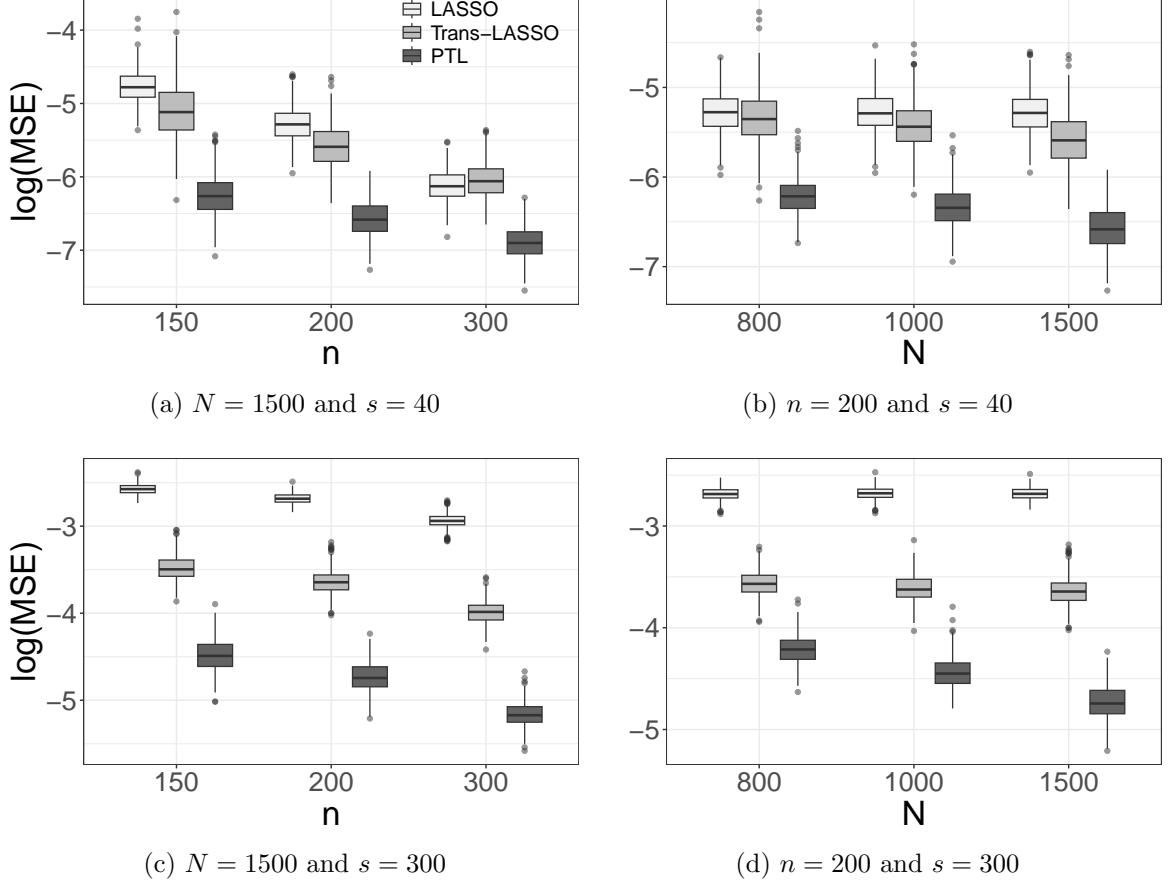 LASSO
Trans−LASSO
PTL
log(MSE)
−4
−5
−6
−7
150
200
300
n
−5
−6
−7
800
1000
1500
N
(a) N = 1500 and s = 40
(b) n = 200 and s = 40
log(MSE)
−3
−4
−5
150
200
300
n
−3
−4
−5
800
1000
1500
N
(c) N = 1500 and s = 300
(d) n = 200 and s = 300